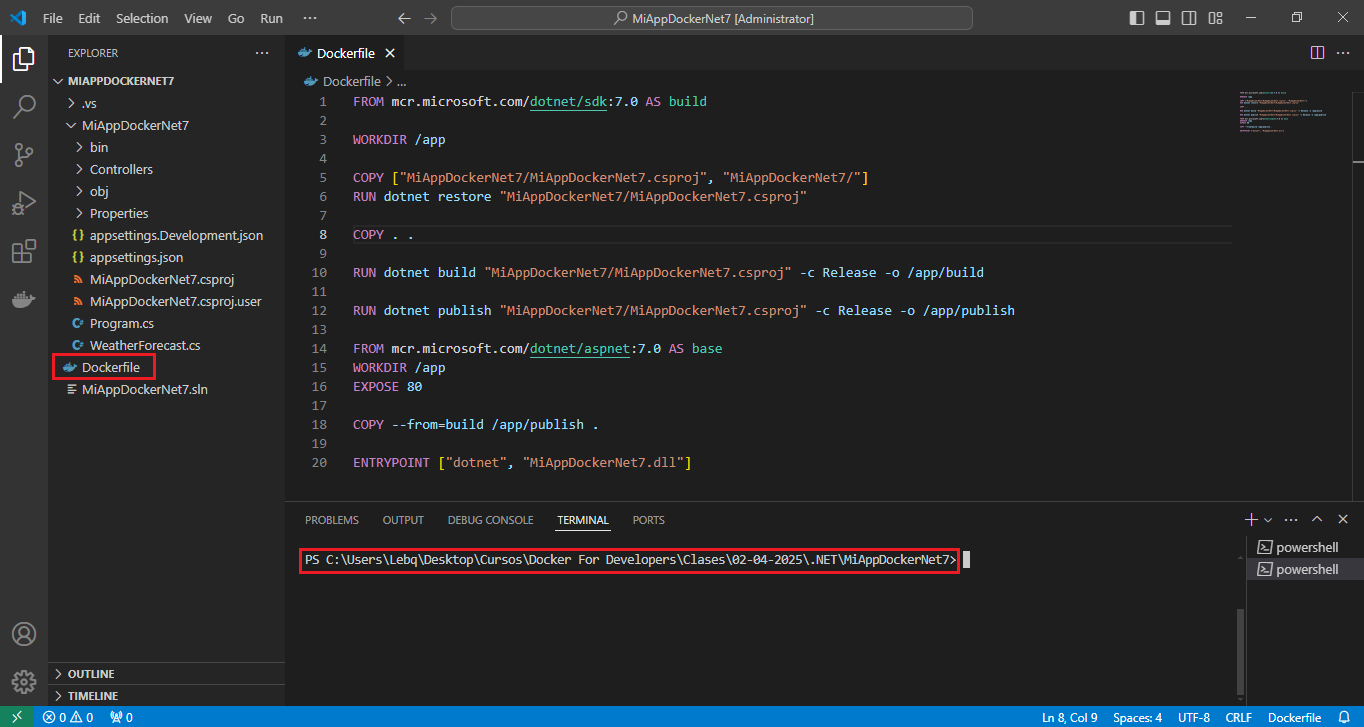 File Edit Selection View Go Run ···
MiAppDockerNet7 [Administrator]
EXPLORER ···
MIAPPDOCKERNET7
.vs
MiAppDockerNet7
bin
Controllers
obj
Properties
{} appsettings.Development.json
{} appsettings.json
MiAppDockerNet7.csproj
MiAppDockerNet7.csproj.user
C# Program.cs
C# WeatherForecast.cs
Dockerfile
MiAppDockerNet7.sln
OUTLINE
TIMELINE
Dockerfile
Dockerfile > ...
1 FROM mcr.microsoft.com/dotnet/sdk:7.0 AS build
2
3 WORKDIR /app
4
5 COPY ["MiAppDockerNet7/MiAppDockerNet7.csproj", "MiAppDockerNet7/"]
6 RUN dotnet restore "MiAppDockerNet7/MiAppDockerNet7.csproj"
7
8 COPY . .
9
10 RUN dotnet build "MiAppDockerNet7/MiAppDockerNet7.csproj" -c Release -o /app/build
11
12 RUN dotnet publish "MiAppDockerNet7/MiAppDockerNet7.csproj" -c Release -o /app/publish
13
14 FROM mcr.microsoft.com/dotnet/aspnet:7.0 AS base
15 WORKDIR /app
16 EXPOSE 80
17
18 COPY --from=build /app/publish .
19
20 ENTRYPOINT ["dotnet", "MiAppDockerNet7.dll"]
PROBLEMS OUTPUT DEBUG CONSOLE TERMINAL PORTS
PS C:\Users\Lebq\Desktop\Cursos\Docker For Developers\Clases\02-04-2025\.NET\MiAppDockerNet7>
powershell
powershell
0 0 0 Ln 8, Col 9 Spaces: 4 UTF-8 CRLF Dockerfile